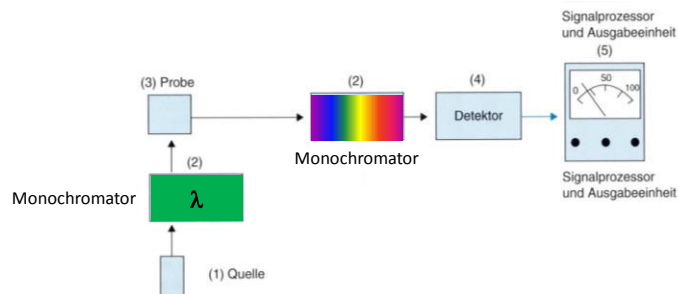 Signalprozessor
und Ausgabeeinheit
(5)
0 50 100
(3) Probe
(2)
(4)
Detektor
Monochromator
Signalprozessor
und Ausgabeeinheit
(2)
Monochromator
λ
(1) Quelle